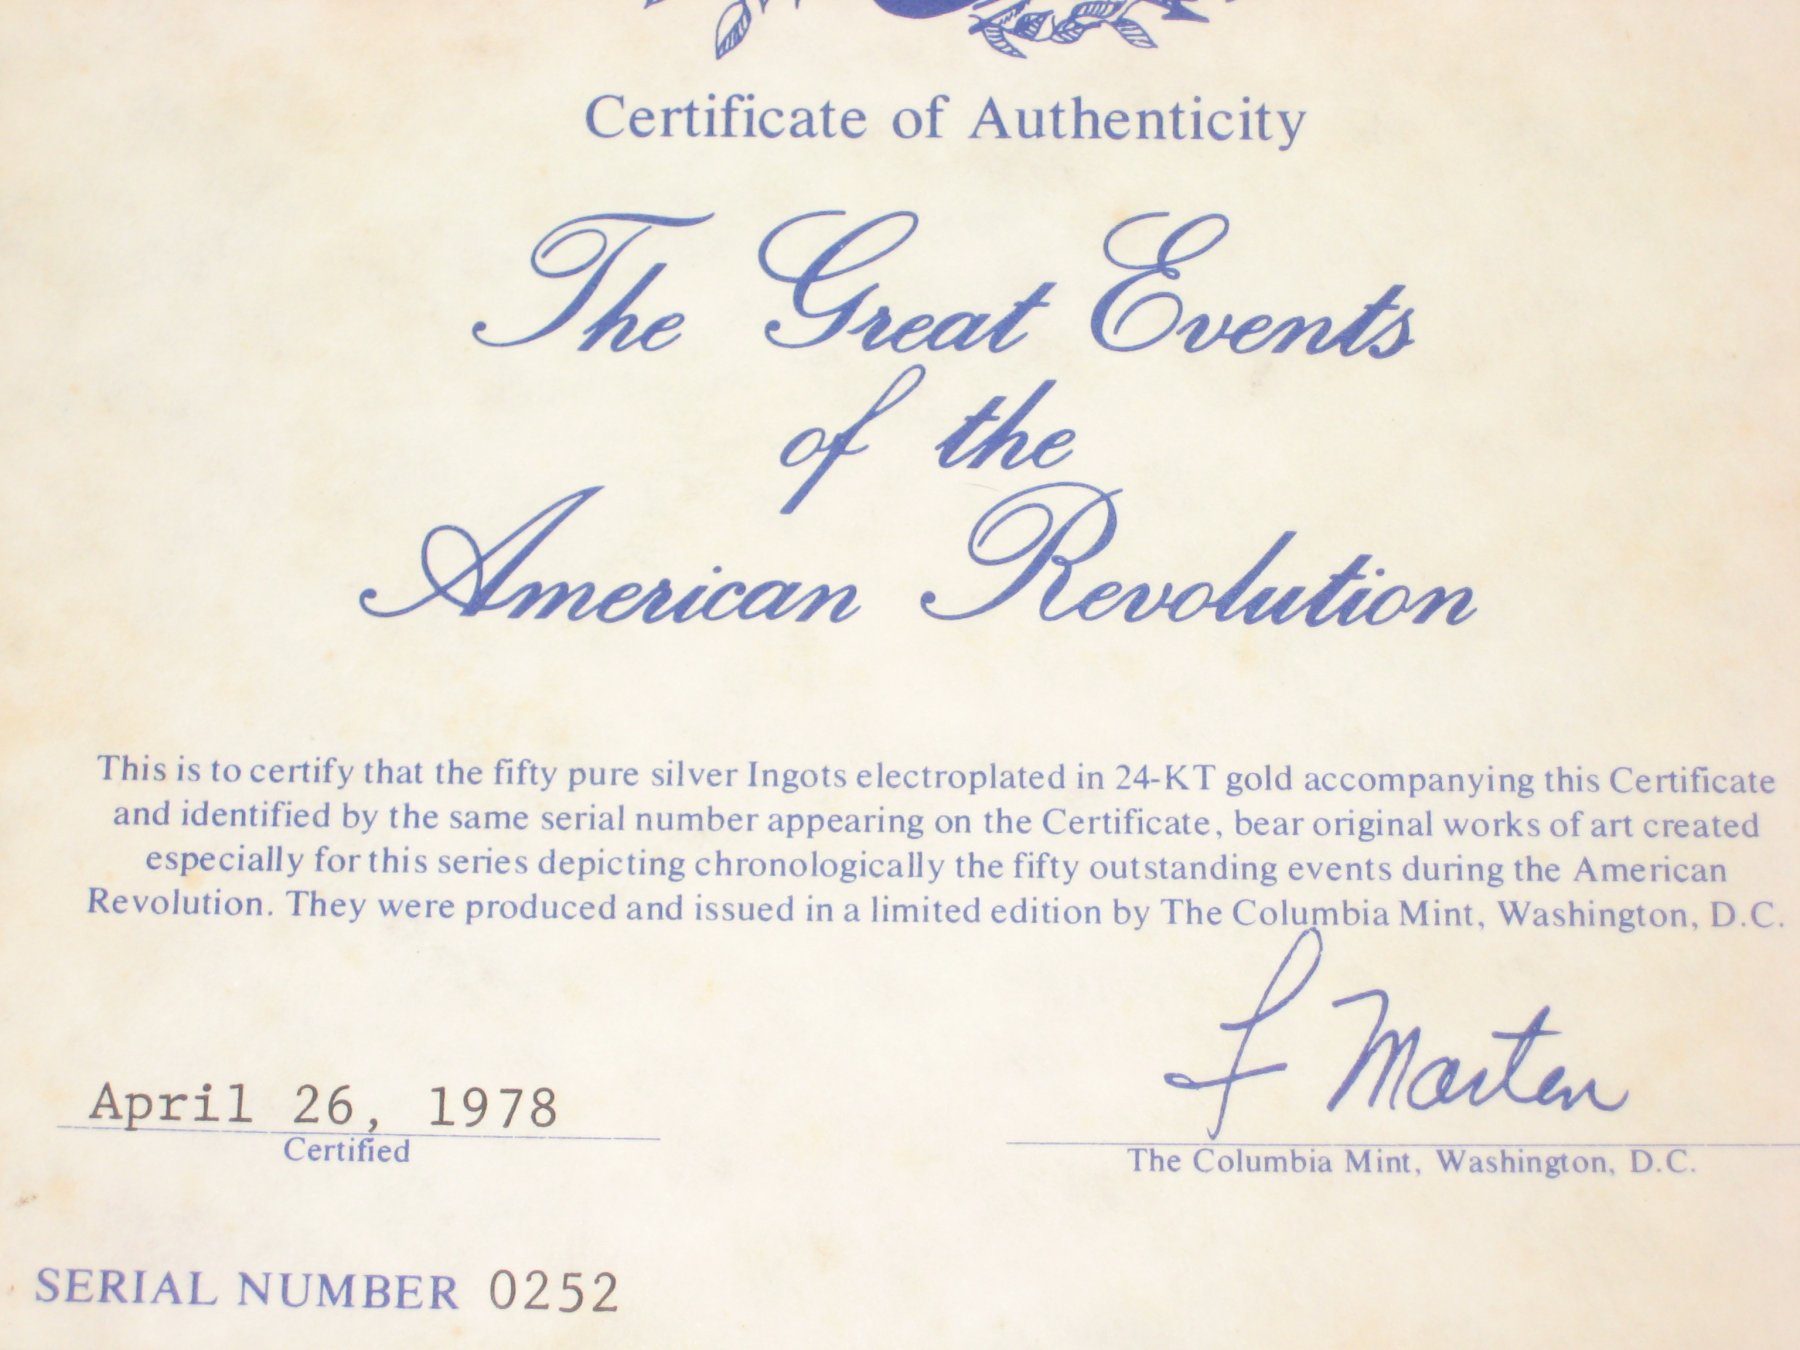 Certificate of Authenticity
The Great Events
of the
American Revolution
This is to certify that the fifty pure silver Ingots electroplated in 24-KT gold accompanying this Certificate
and identified by the same serial number appearing on the Certificate, bear original works of art created
especially for this series depicting chronologically the fifty outstanding events during the American
Revolution. They were produced and issued in a limited edition by The Columbia Mint, Washington, D.C.
F Marten
April 26, 1978
Certified
The Columbia Mint, Washington, D.C.
SERIAL NUMBER 0252